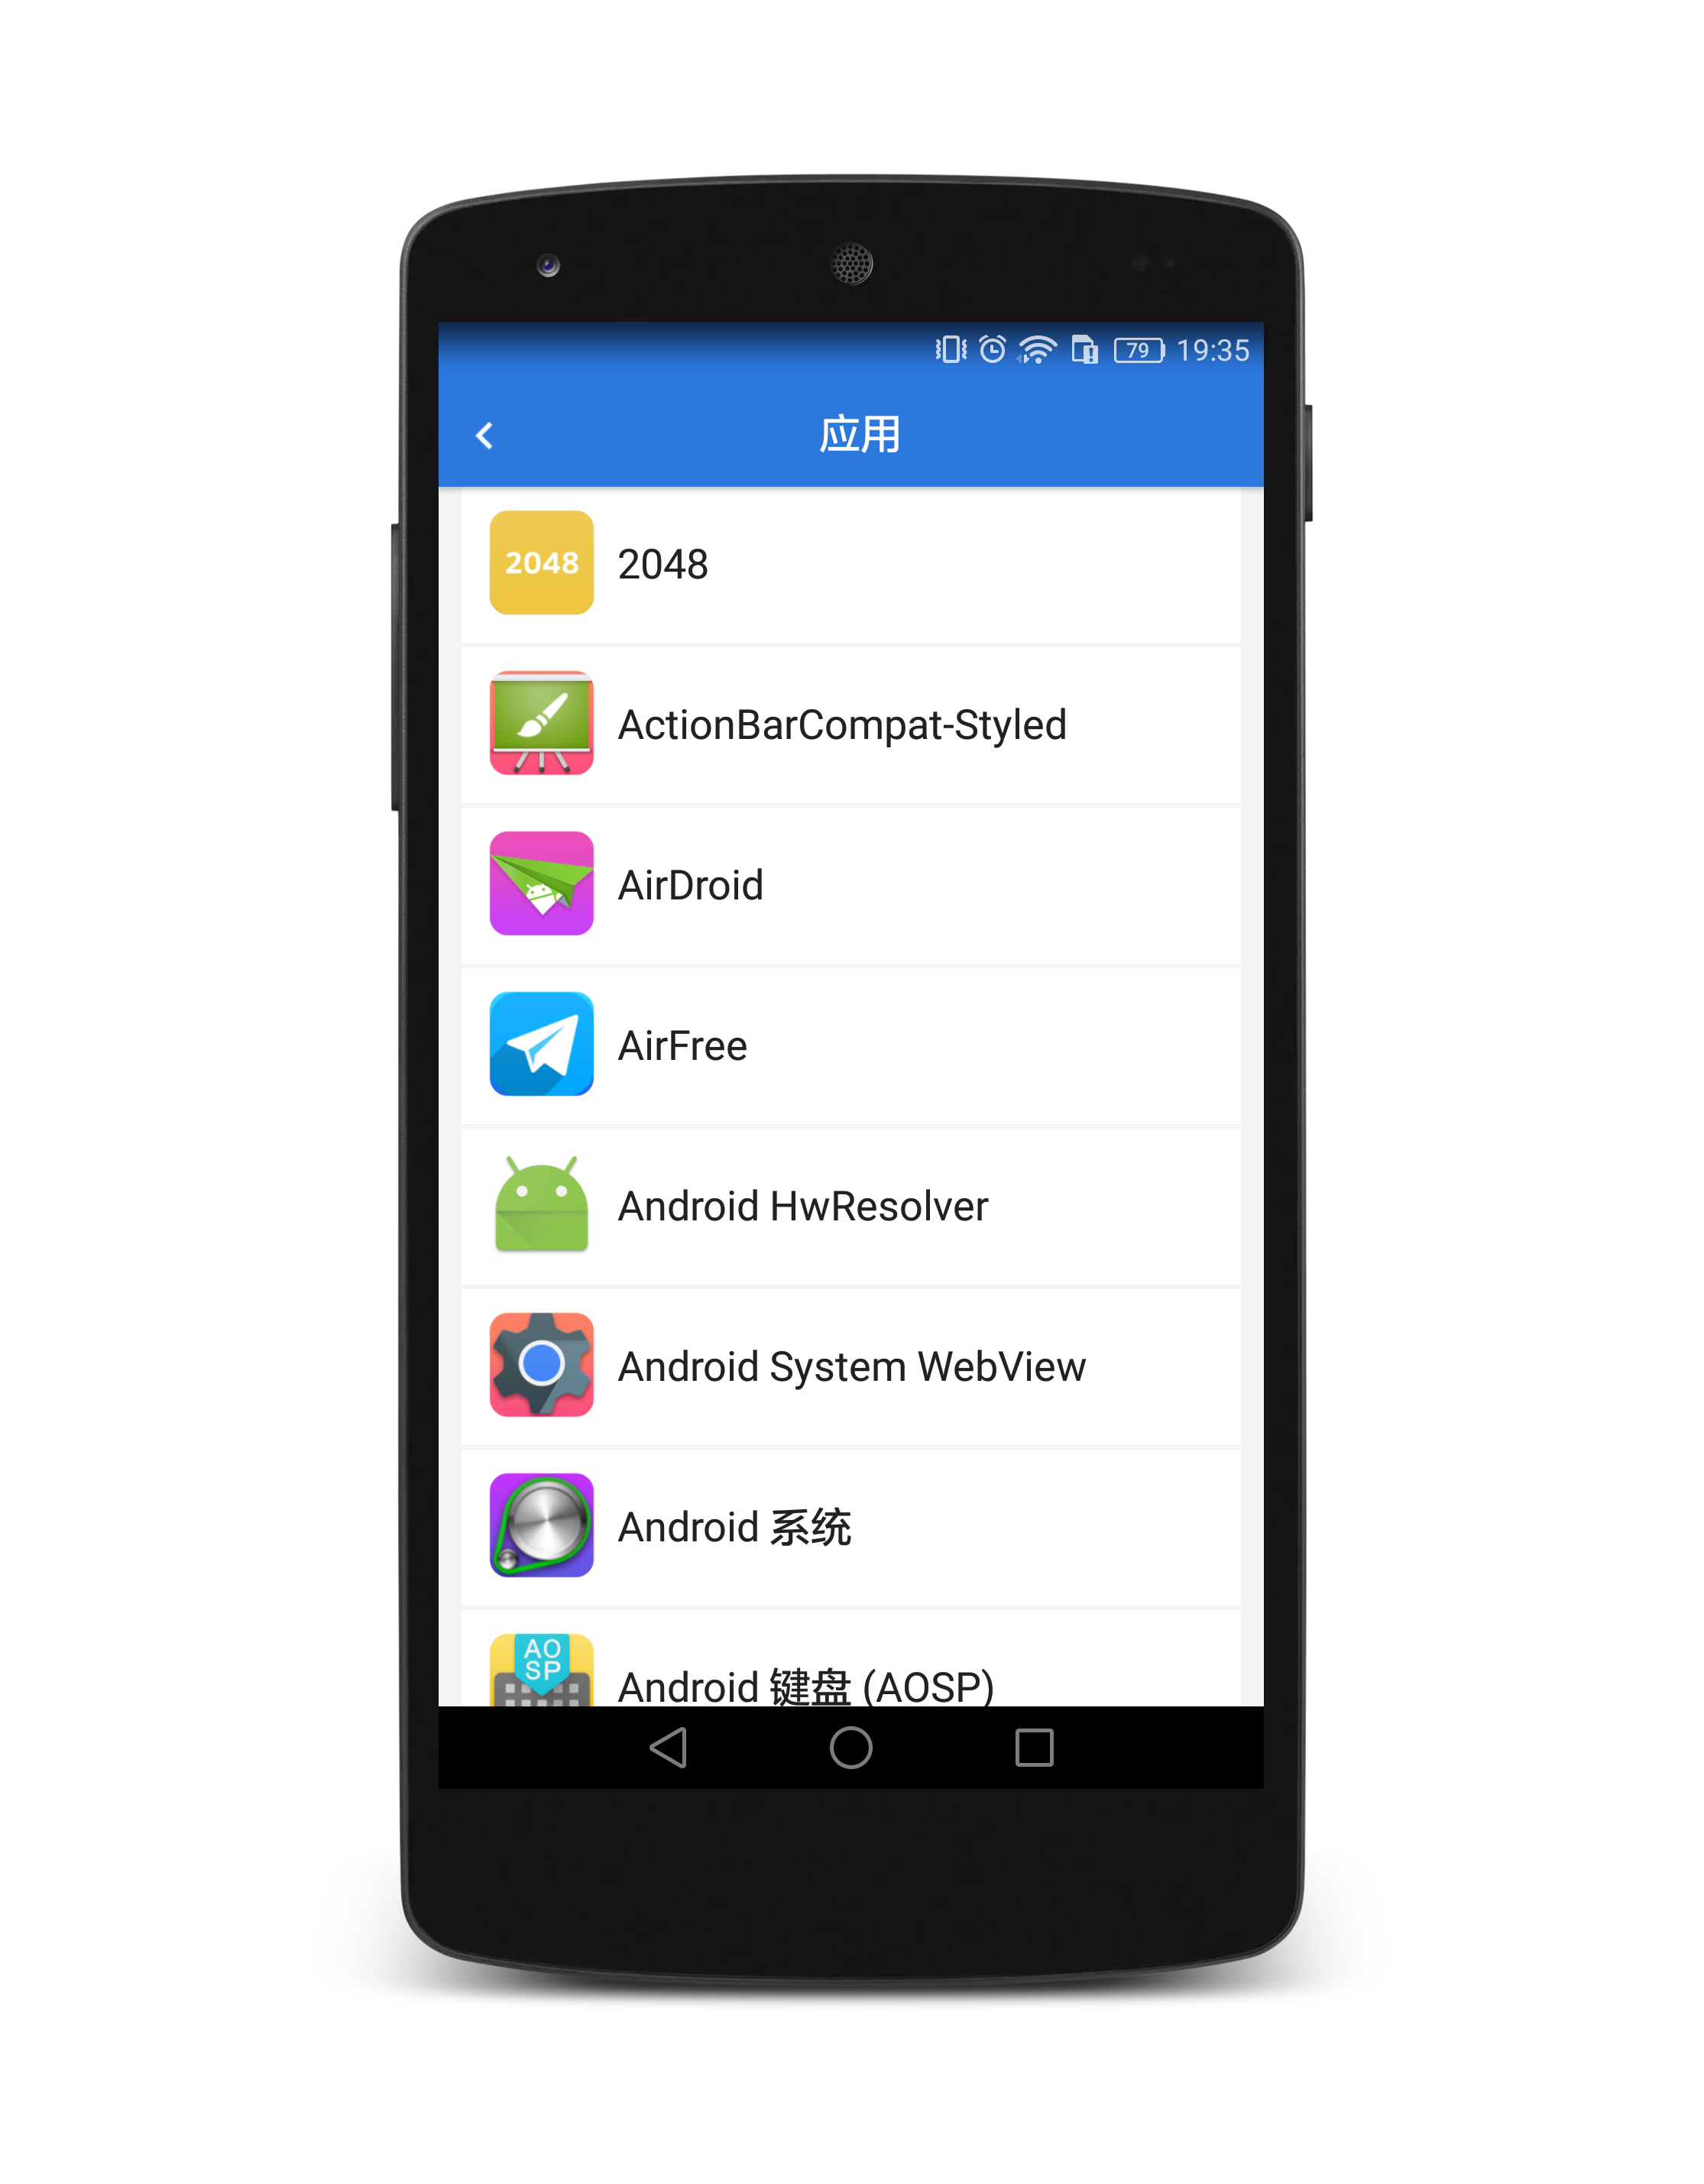 79 19:35
应用
2048
2048
ActionBarCompat-Styled
AirDroid
AirFree
Android HwResolver
Android System WebView
Android 系统
AO
SP
Android 键盘 (AOSP)